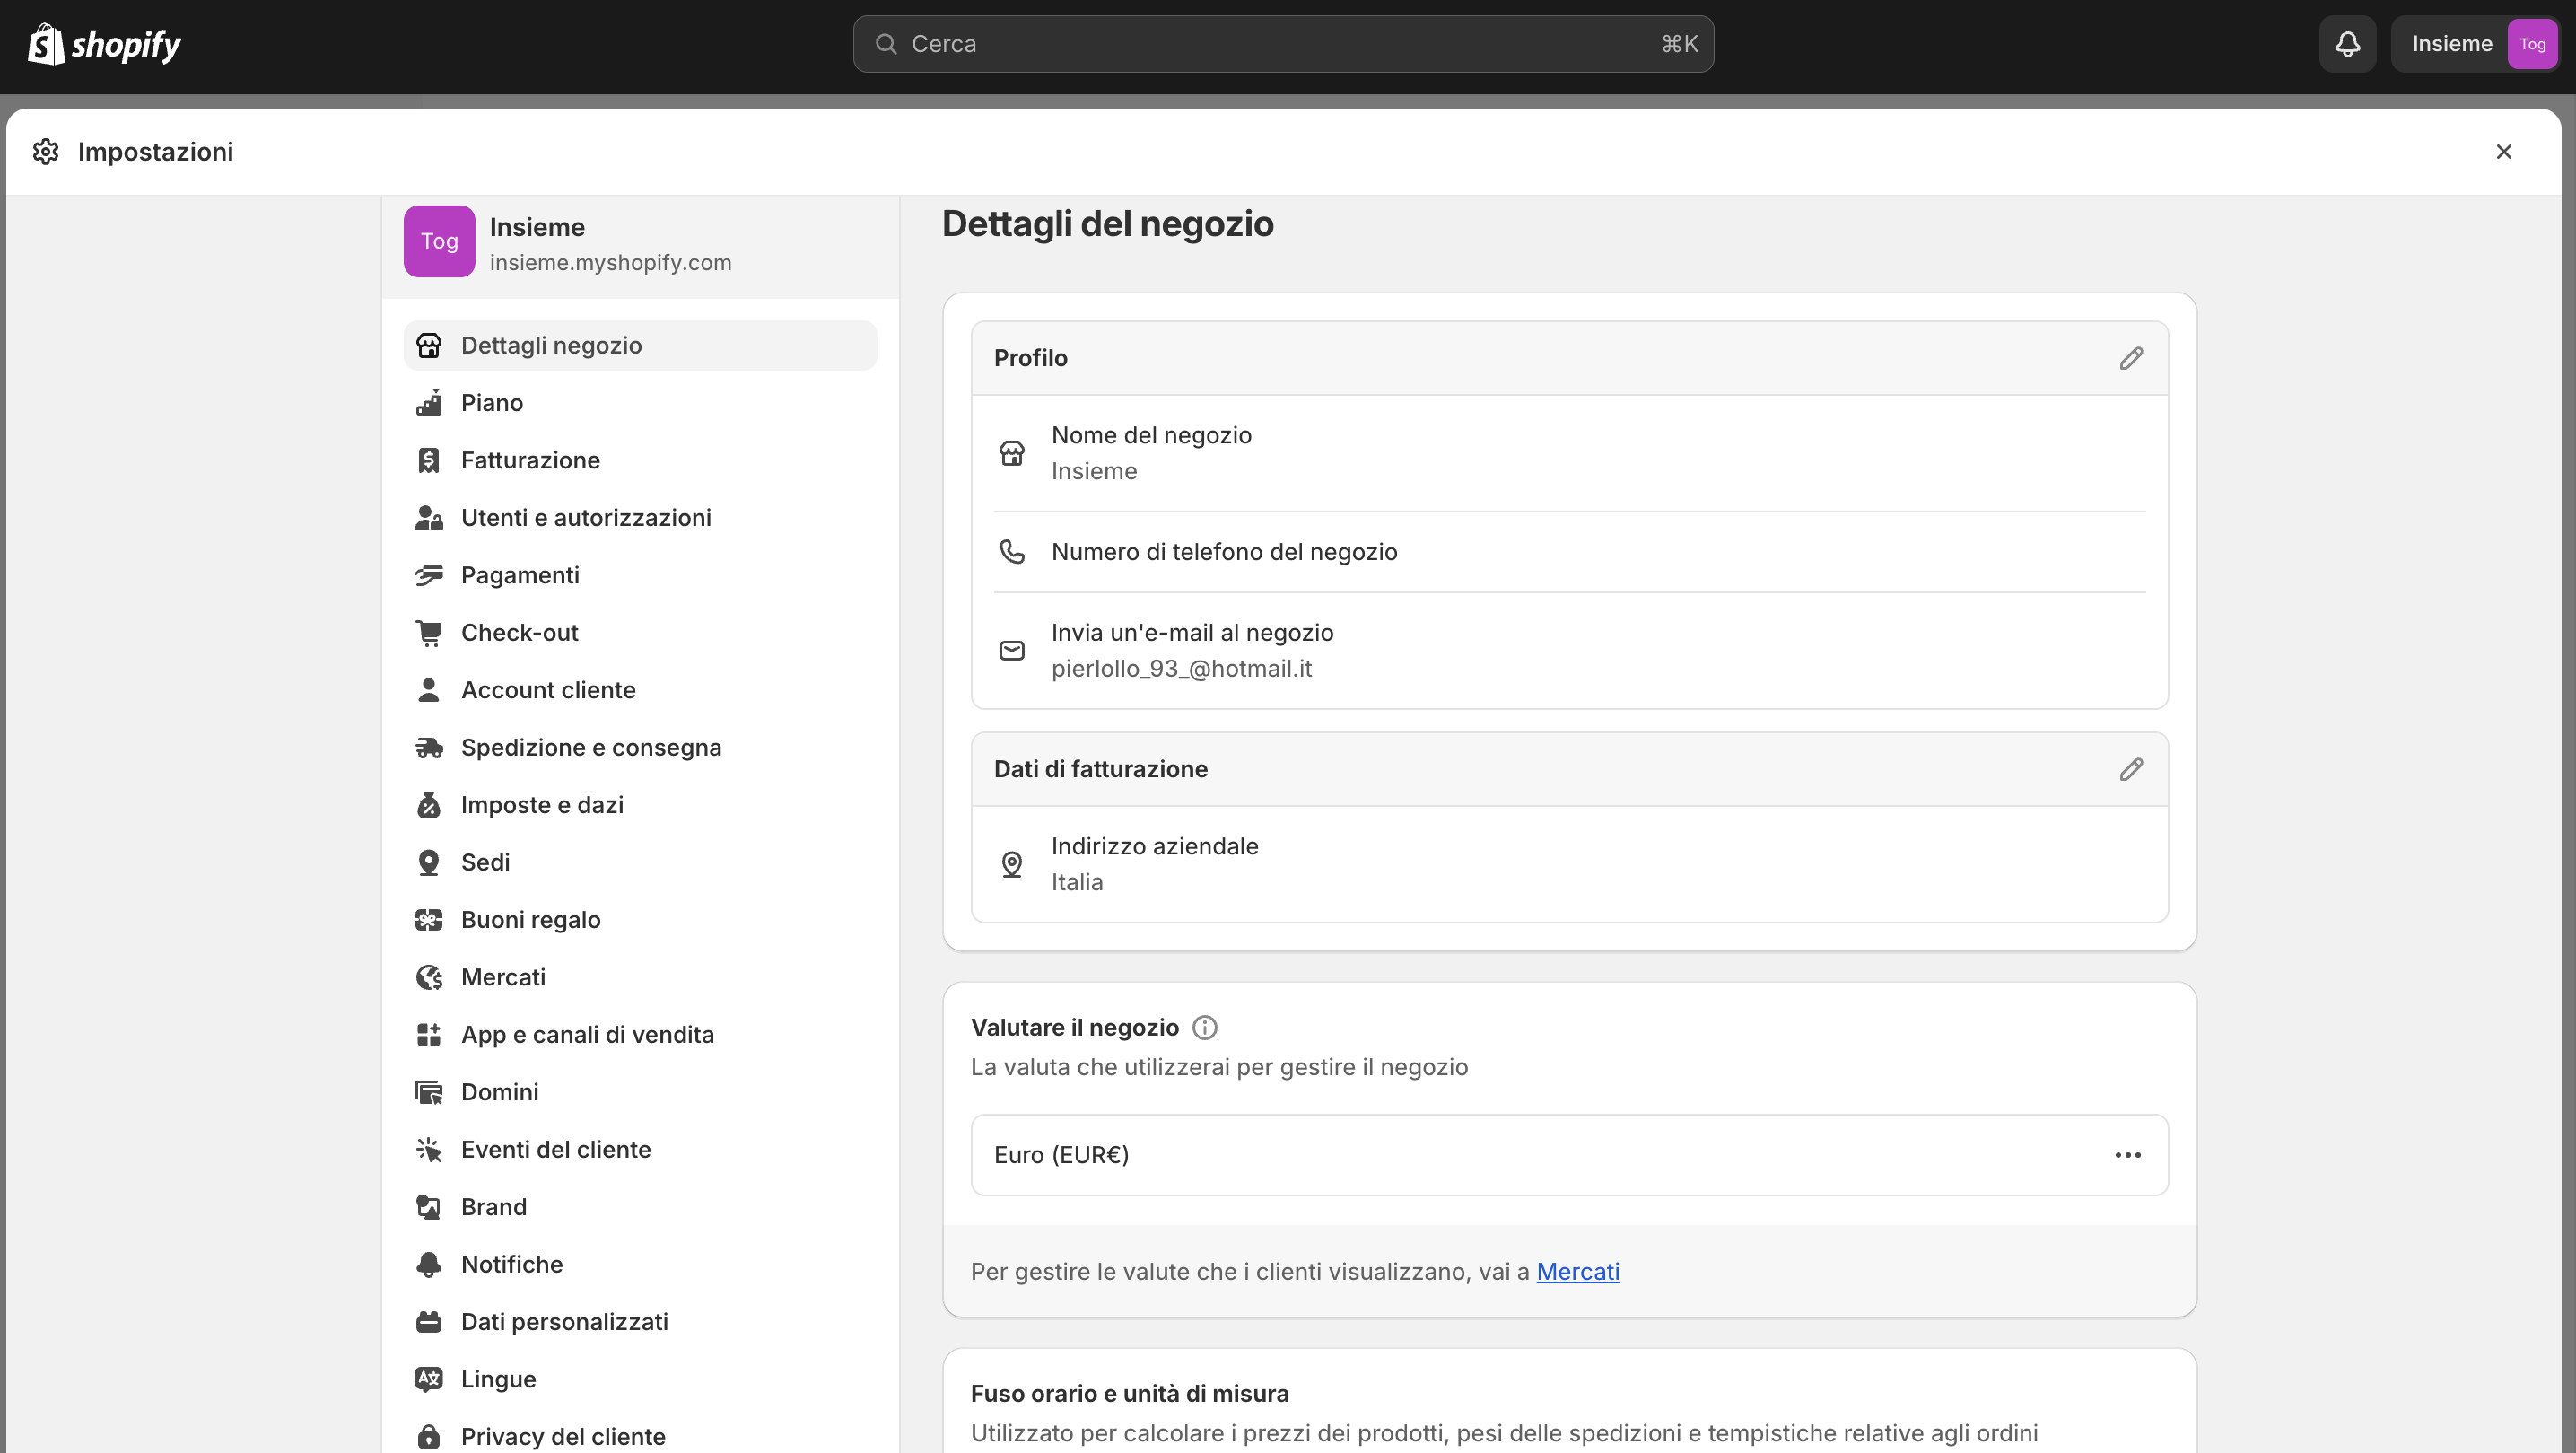 shopify
Cerca
⌘K
Insieme
Tog
Impostazioni
Tog
Insieme
insieme.myshopify.com
Dettagli negozio
Piano
Fatturazione
Utenti e autorizzazioni
Pagamenti
Check-out
Account cliente
Spedizione e consegna
Imposte e dazi
Sedi
Buoni regalo
Mercati
App e canali di vendita
Domini
Eventi del cliente
Brand
Notifiche
Dati personalizzati
Lingue
Privacy del cliente
Dettagli del negozio
Profilo
Nome del negozio
Insieme
Numero di telefono del negozio
Invia un'e-mail al negozio
pierlollo_93_@hotmail.it
Dati di fatturazione
Indirizzo aziendale
Italia
Valutare il negozio
La valuta che utilizzerai per gestire il negozio
Euro (EUR€)
Per gestire le valute che i clienti visualizzano, vai a Mercati
Fuso orario e unità di misura
Utilizzato per calcolare i prezzi dei prodotti, pesi delle spedizioni e tempistiche relative agli ordini